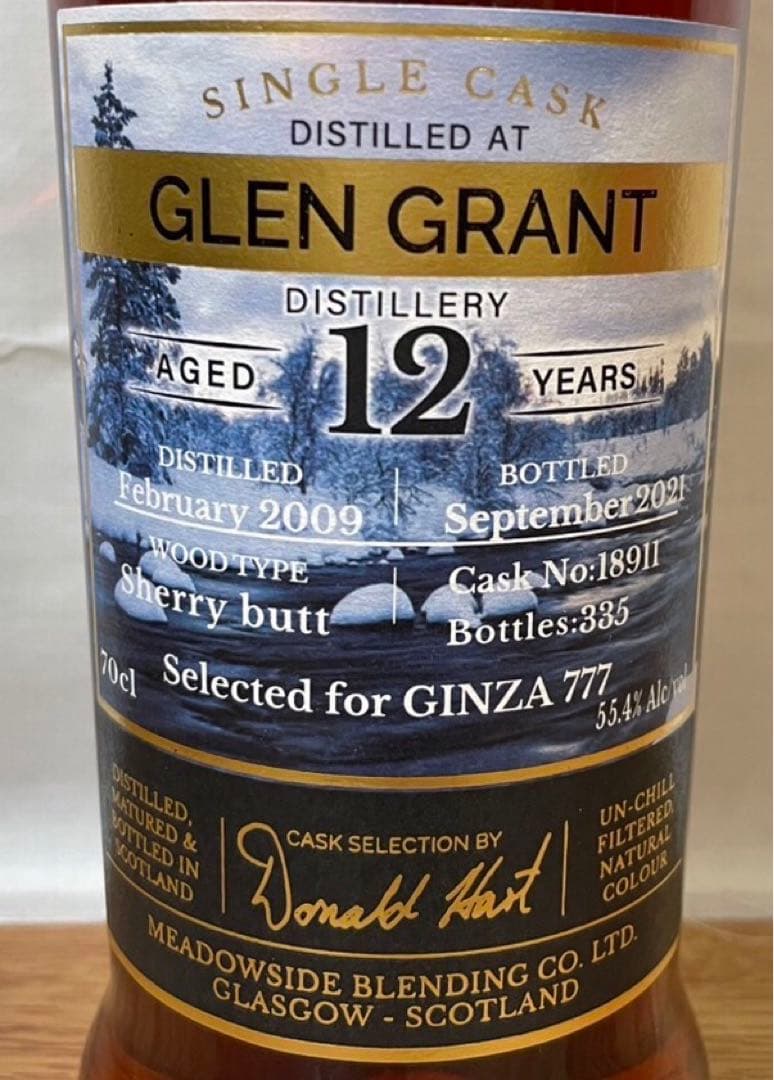 SINGLE CASK
DISTILLED AT
GLEN GRANT
DISTILLERY
AGED 12 YEARS
DISTILLED
February 2009
BOTTLED
September 2021
WOOD TYPE
Sherry butt
Cask No:18911
Bottles:335
70cl
Selected for GINZA 777
55.4% Alc/vol
DISTILLED,
MATURED &
BOTTLED IN
SCOTLAND
CASK SELECTION BY
Donald Hart
UN-CHILL
FILTERED,
NATURAL
COLOUR
MEADOWSIDE BLENDING CO. LTD.
GLASGOW - SCOTLAND